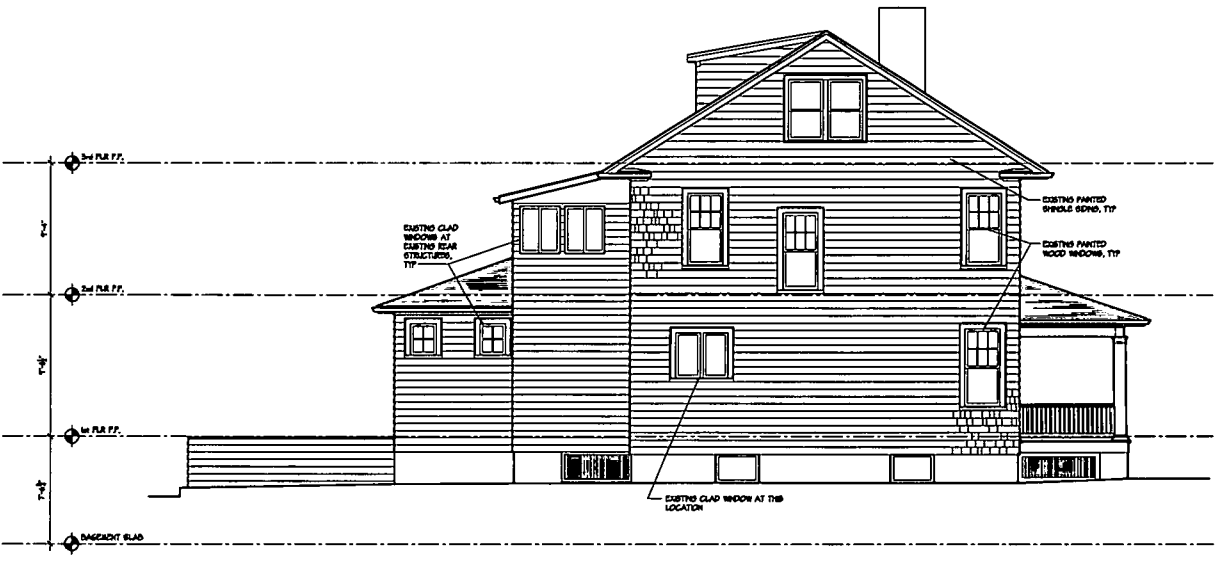 3rd FLR F.F.
EXISTING PAINTED
SHINGLE SIDING, TYP
EXISTING CLAD
WINDOWS AT
EXISTING REAR
STRUCTURES,
TYP
EXISTING PAINTED
WOOD WINDOWS, TYP
2nd FLR F.F.
1st FLR F.F.
EXISTING CLAD WINDOW AT THIS
LOCATION
BASEMENT SLAB